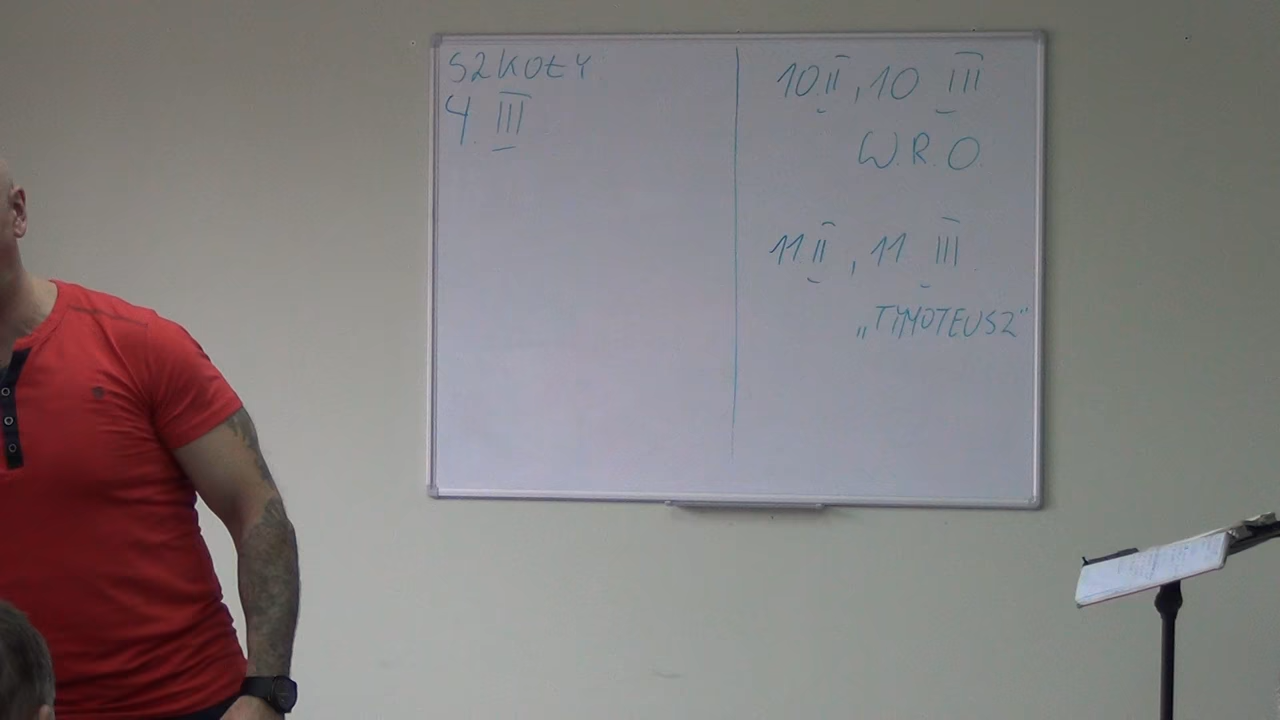 SZKOŁY
4. III
10.II, 10 III
W.R.O.
11.II, 11 III
„TYMOTEUSZ”